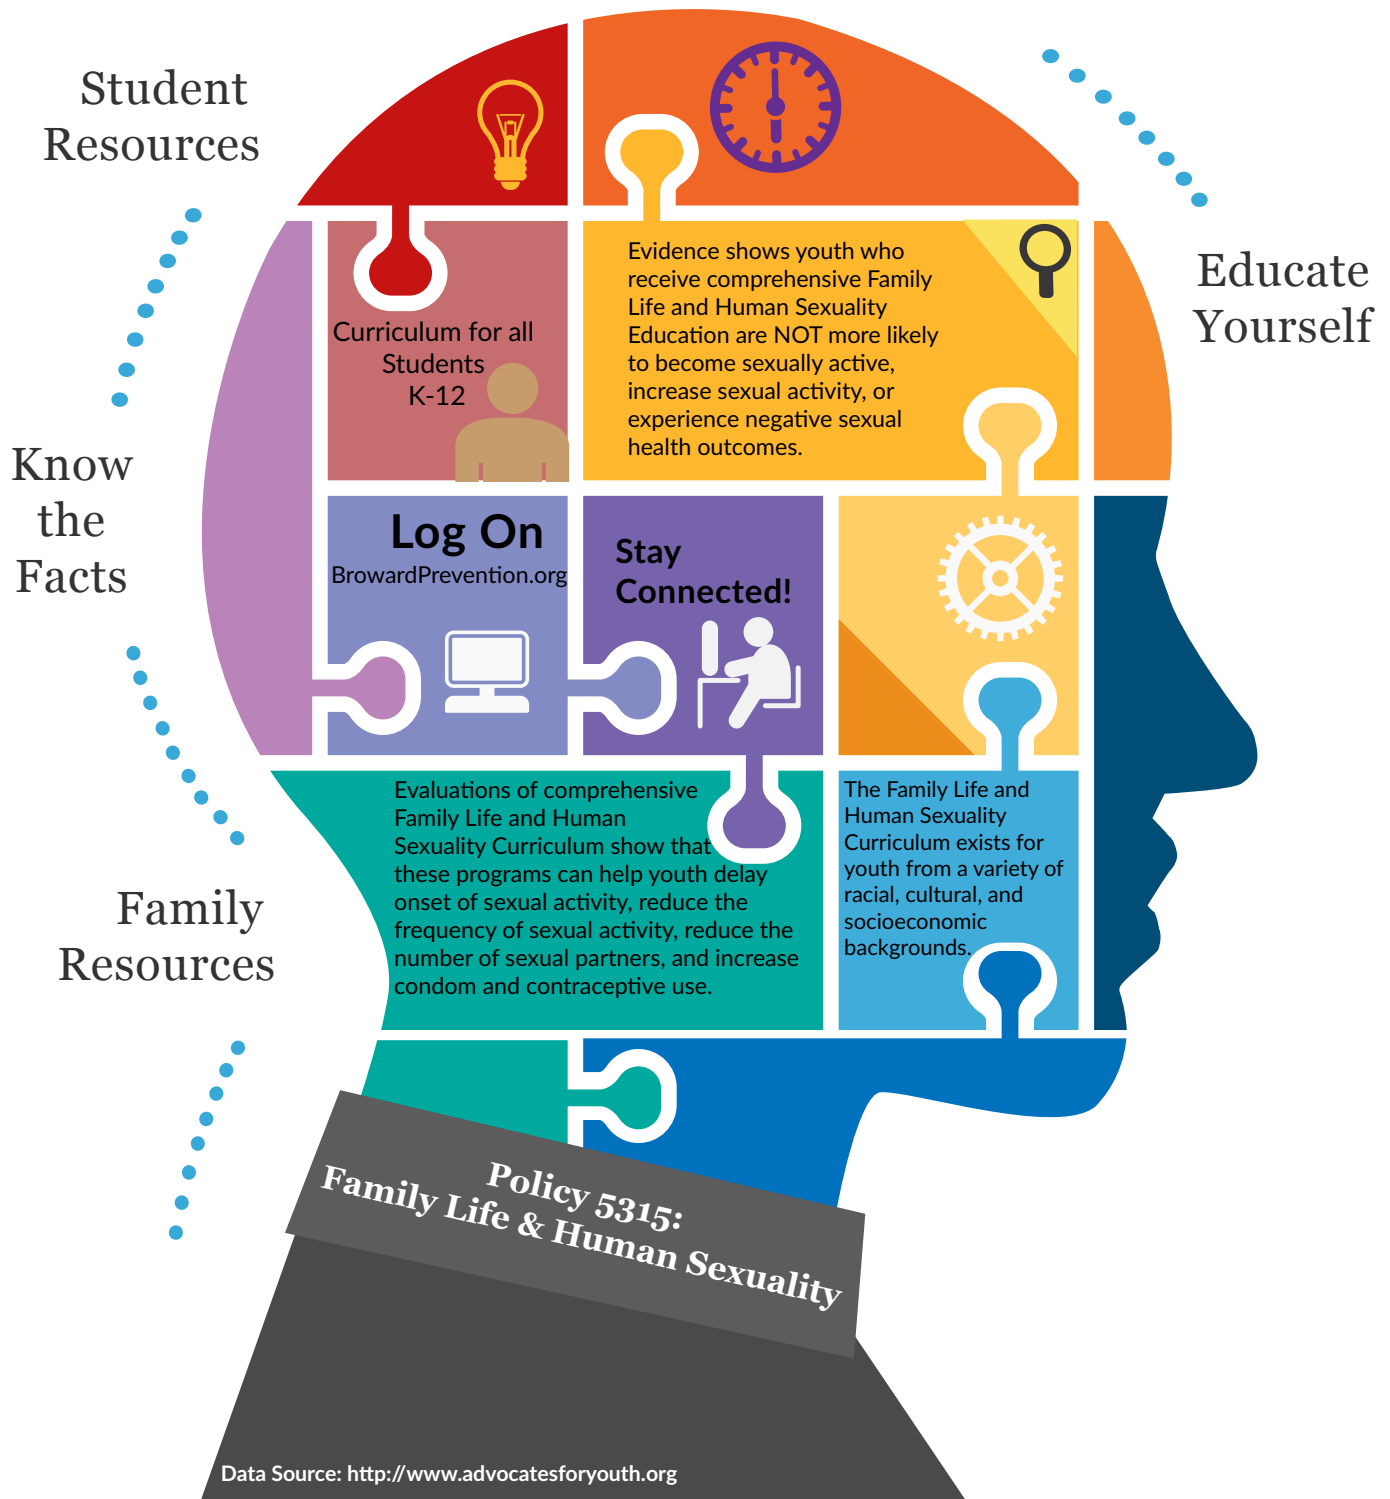 Student
Resources
Educate
Yourself
Know
the
Facts
Family
Resources
Curriculum for all
Students
K-12
Evidence shows youth who
receive comprehensive Family
Life and Human Sexuality
Education are NOT more likely
to become sexually active,
increase sexual activity, or
experience negative sexual
health outcomes.
Log On
BrowardPrevention.org
Stay
Connected!
Evaluations of comprehensive
Family Life and Human
Sexuality Curriculum show that
these programs can help youth delay
onset of sexual activity, reduce the
frequency of sexual activity, reduce the
number of sexual partners, and increase
condom and contraceptive use.
The Family Life and
Human Sexuality
Curriculum exists for
youth from a variety of
racial, cultural, and
socioeconomic
backgrounds.
Policy 5315:
Family Life & Human Sexuality
Data Source: http://www.advocatesforyouth.org